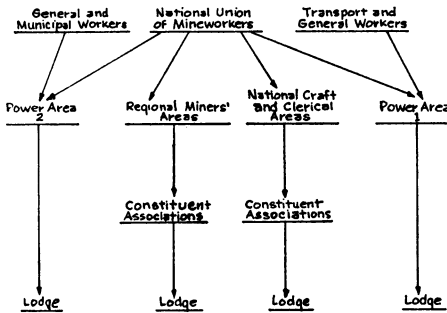 General and
Municipal Workers
National Union
of Mineworkers
Transport and
General Workers
Power Area
2
Regional Miners'
Areas
National Craft
and Clerical
Areas
Power Area
1
Constituent
Associations
Constituent
Associations
Lodge
Lodge
Lodge
Lodge